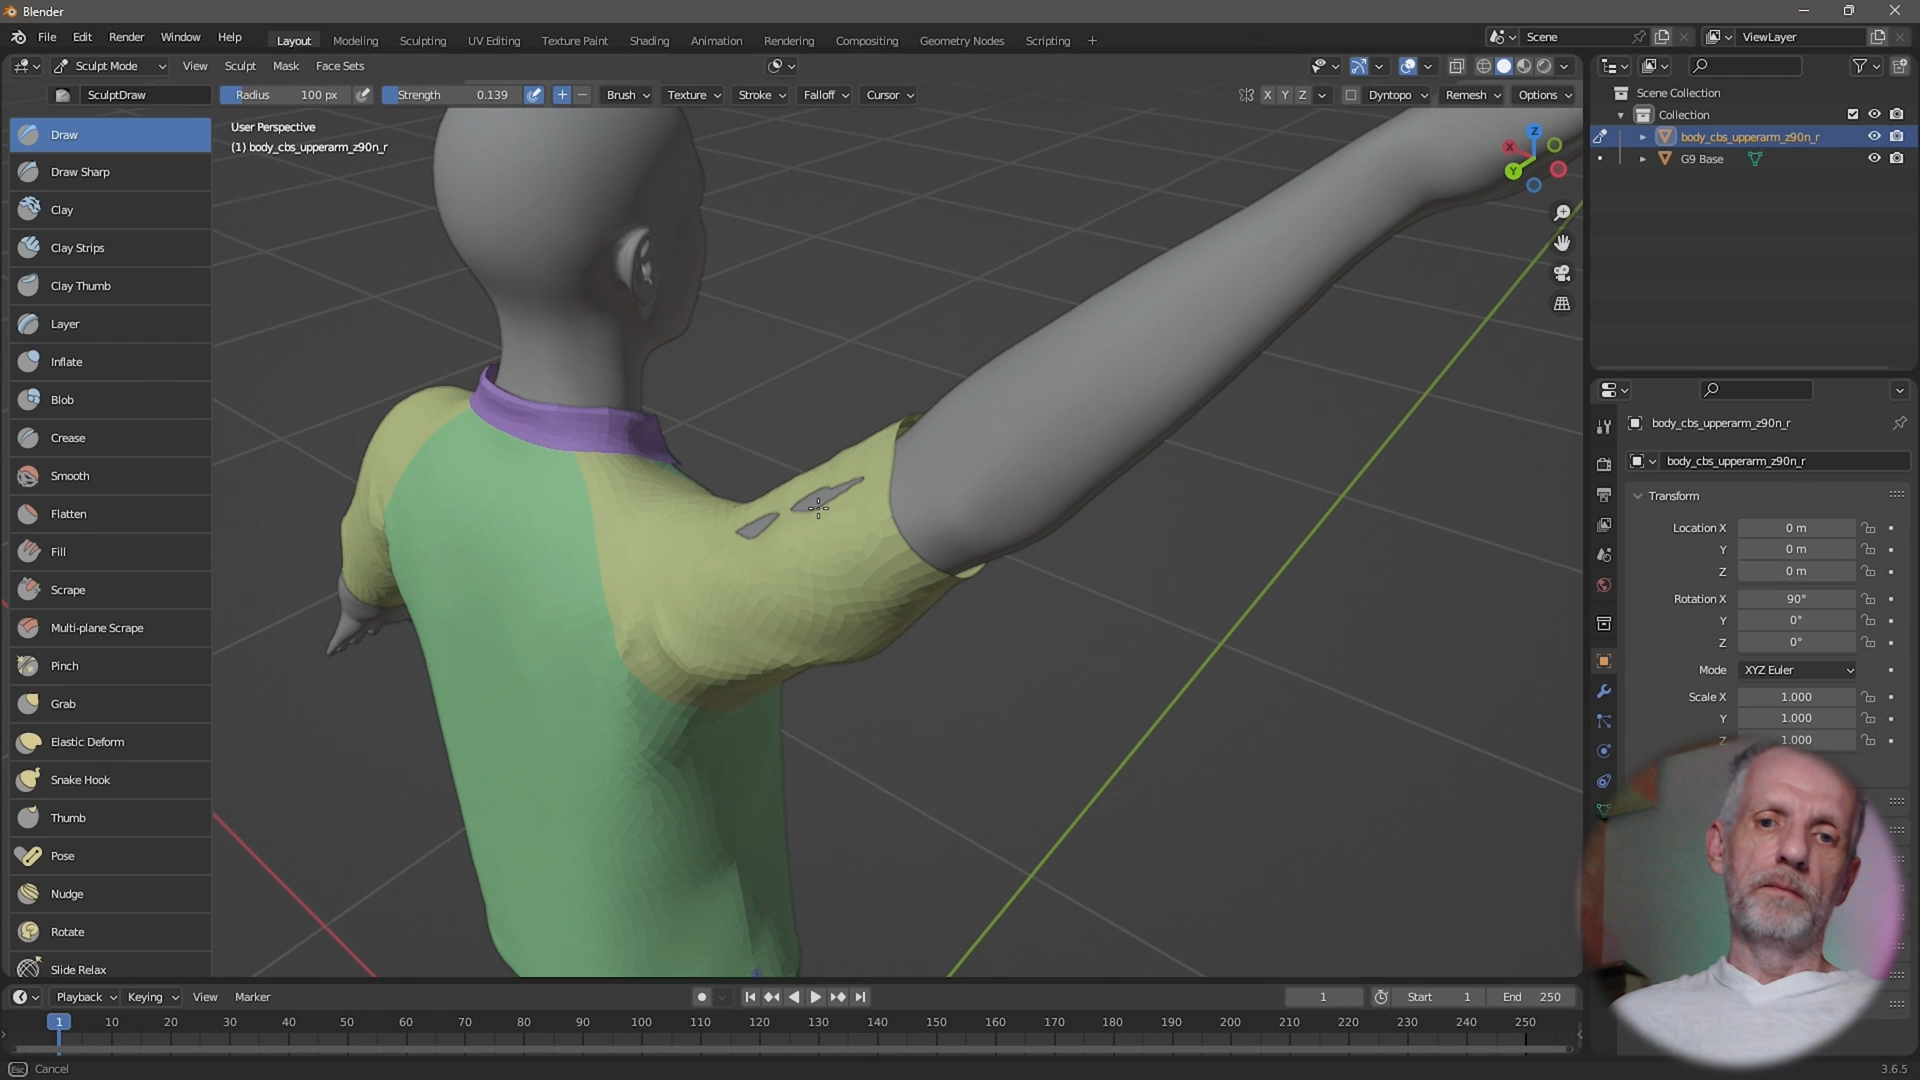 Blender
File Edit Render Window Help
Layout Modeling Sculpting UV Editing Texture Paint Shading Animation Rendering Compositing Geometry Nodes Scripting +
Scene ViewLayer
Sculpt Mode View Sculpt Mask Face Sets
SculptDraw Radius 100 px Strength 0.139 + − Brush Texture Stroke Falloff Cursor X Y Z Dyntopo Remesh Options
Draw
Draw Sharp
Clay
Clay Strips
Clay Thumb
Layer
Inflate
Blob
Crease
Smooth
Flatten
Fill
Scrape
Multi-plane Scrape
Pinch
Grab
Elastic Deform
Snake Hook
Thumb
Pose
Nudge
Rotate
Slide Relax
User Perspective
(1) body_cbs_upperarm_z90n_r
Z
X
Y
Scene Collection
Collection
body_cbs_upperarm_z90n_r
G9 Base
body_cbs_upperarm_z90n_r
body_cbs_upperarm_z90n_r
Transform
Location X 0 m
Y 0 m
Z 0 m
Rotation X 90°
Y 0°
Z 0°
Mode XYZ Euler
Scale X 1.000
Y 1.000
Z 1.000
Playback Keying View Marker 1 Start 1 End 250
1 10 20 30 40 50 60 70 80 90 100 110 120 130 140 150 160 170 180 190 200 210 220 230 240 250
Esc Cancel 3.6.5